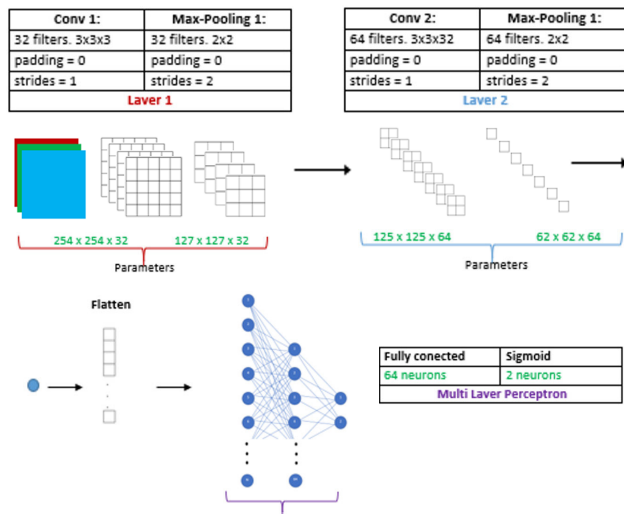 Conv 1: Max-Pooling 1:
32 filters. 3x3x3 32 filters. 2x2
padding = 0 padding = 0
strides = 1 strides = 2
Laver 1
Conv 2: Max-Pooling 1:
64 filters. 3x3x32 64 filters. 2x2
padding = 0 padding = 0
strides = 1 strides = 2
Laver 2
254 x 254 x 32 127 x 127 x 32
Parameters
125 x 125 x 64 62 x 62 x 64
Parameters
Flatten
Fully conected Sigmoid
64 neurons 2 neurons
Multi Laver Perceptron